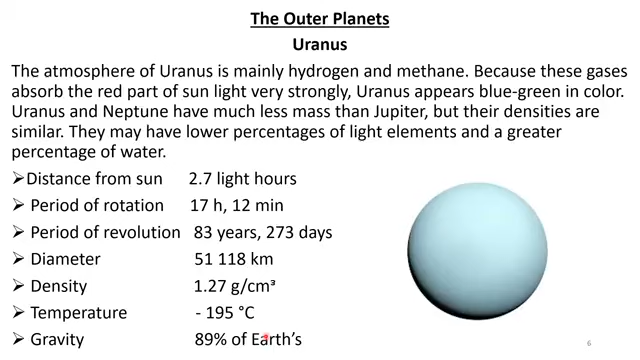 The Outer Planets
Uranus
The atmosphere of Uranus is mainly hydrogen and methane. Because these gases
absorb the red part of sun light very strongly, Uranus appears blue-green in color.
Uranus and Neptune have much less mass than Jupiter, but their densities are
similar. They may have lower percentages of light elements and a greater
percentage of water.
➢Distance from sun 2.7 light hours
➢ Period of rotation 17 h, 12 min
➢ Period of revolution 83 years, 273 days
➢ Diameter 51 118 km
➢ Density 1.27 g/cm³
➢ Temperature - 195 °C
➢ Gravity 89% of Earth’s
6